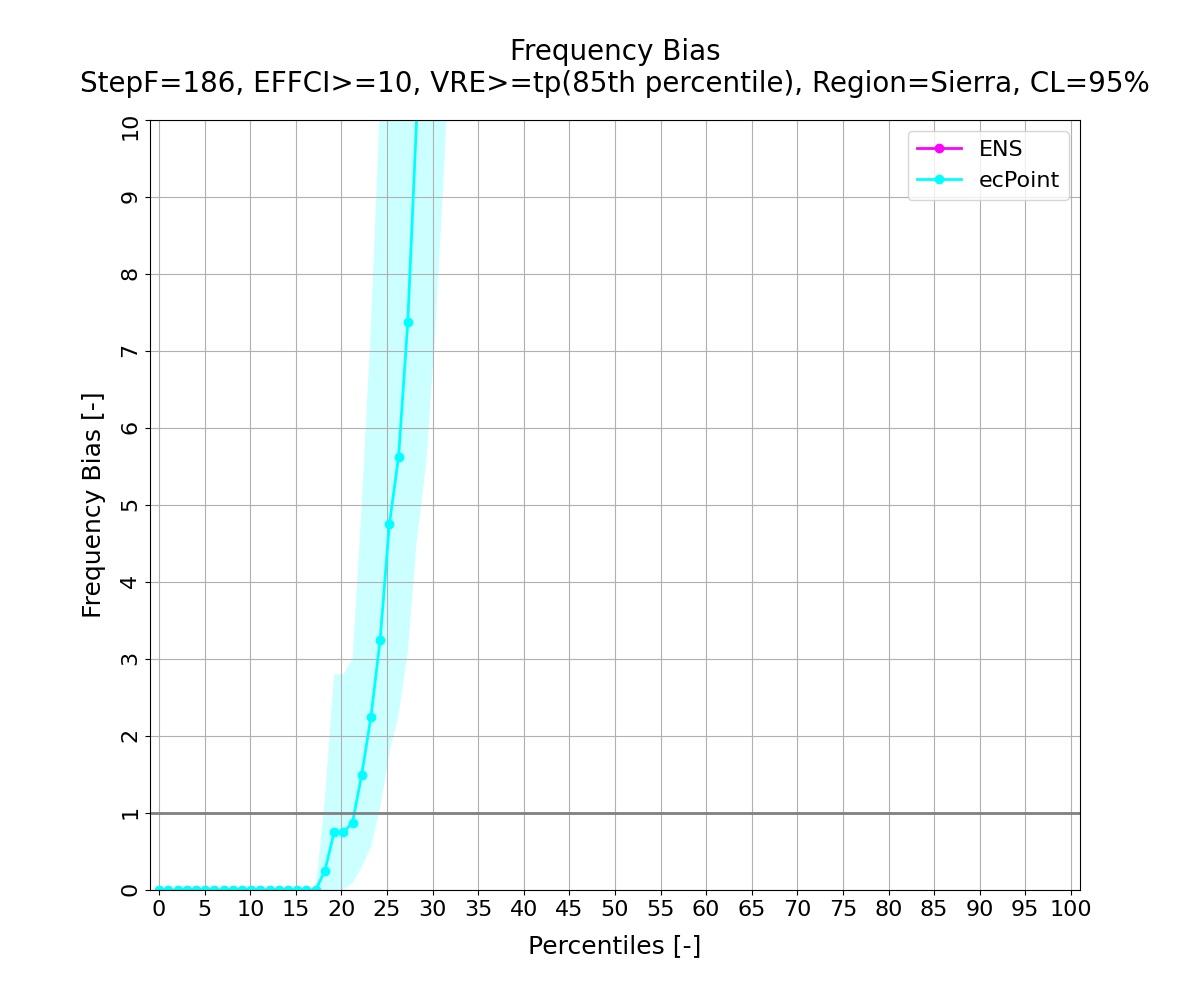 Frequency Bias
StepF=186, EFFCI>=10, VRE>=tp(85th percentile), Region=Sierra, CL=95%
ENS
ecPoint
10
9
8
7
6
5
4
3
2
1
0
Frequency Bias [-]
0 5 10 15 20 25 30 35 40 45 50 55 60 65 70 75 80 85 90 95 100
Percentiles [-]